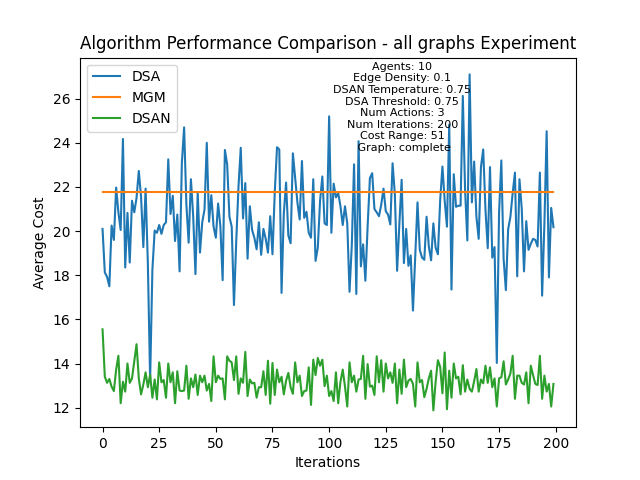 Algorithm Performance Comparison - all graphs Experiment
DSA
MGM
DSAN
Agents: 10
Edge Density: 0.1
DSAN Temperature: 0.75
DSA Threshold: 0.75
Num Actions: 3
Num Iterations: 200
Cost Range: 51
Graph: complete
Average Cost
26
24
22
20
18
16
14
12
0
25
50
75
100
125
150
175
200
Iterations